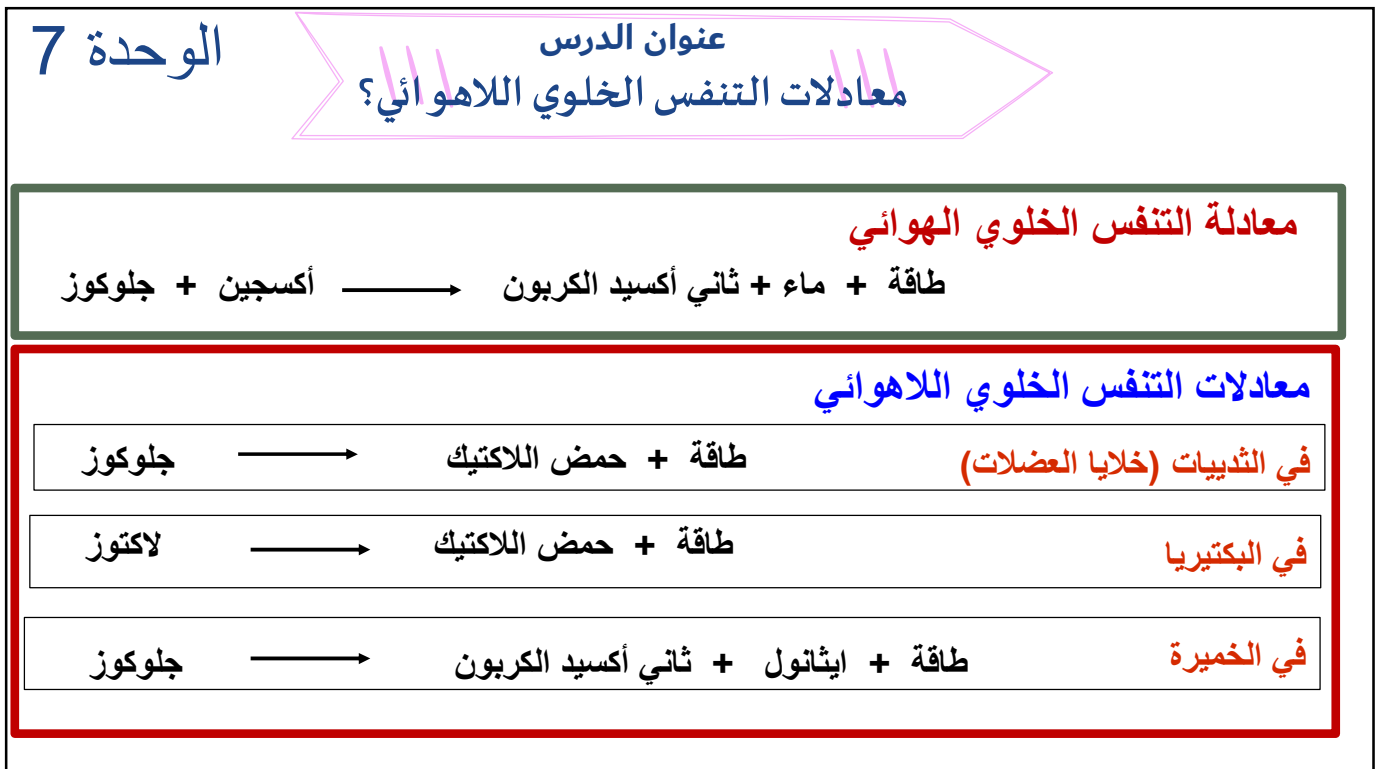 الوحدة 7
عنوان الدرس
معادلات التنفس الخلوي اللاهوائي؟
معادلة التنفس الخلوي الهوائي
جلوكوز + أكسجين ⟶ ثاني أكسيد الكربون + ماء + طاقة
معادلات التنفس الخلوي اللاهوائي
في الثدييات (خلايا العضلات)
جلوكوز ⟶ حمض اللاكتيك + طاقة
في البكتيريا
لاكتوز ⟶ حمض اللاكتيك + طاقة
في الخميرة
جلوكوز ⟶ ثاني أكسيد الكربون + ايثانول + طاقة